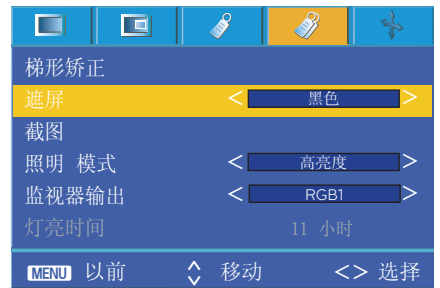 梯形矫正
遮屏 < 黑色 >
截图
照明 模式 < 高亮度 >
监视器输出 < RGB1 >
灯亮时间 11 小时
MENU 以前 移动 <> 选择